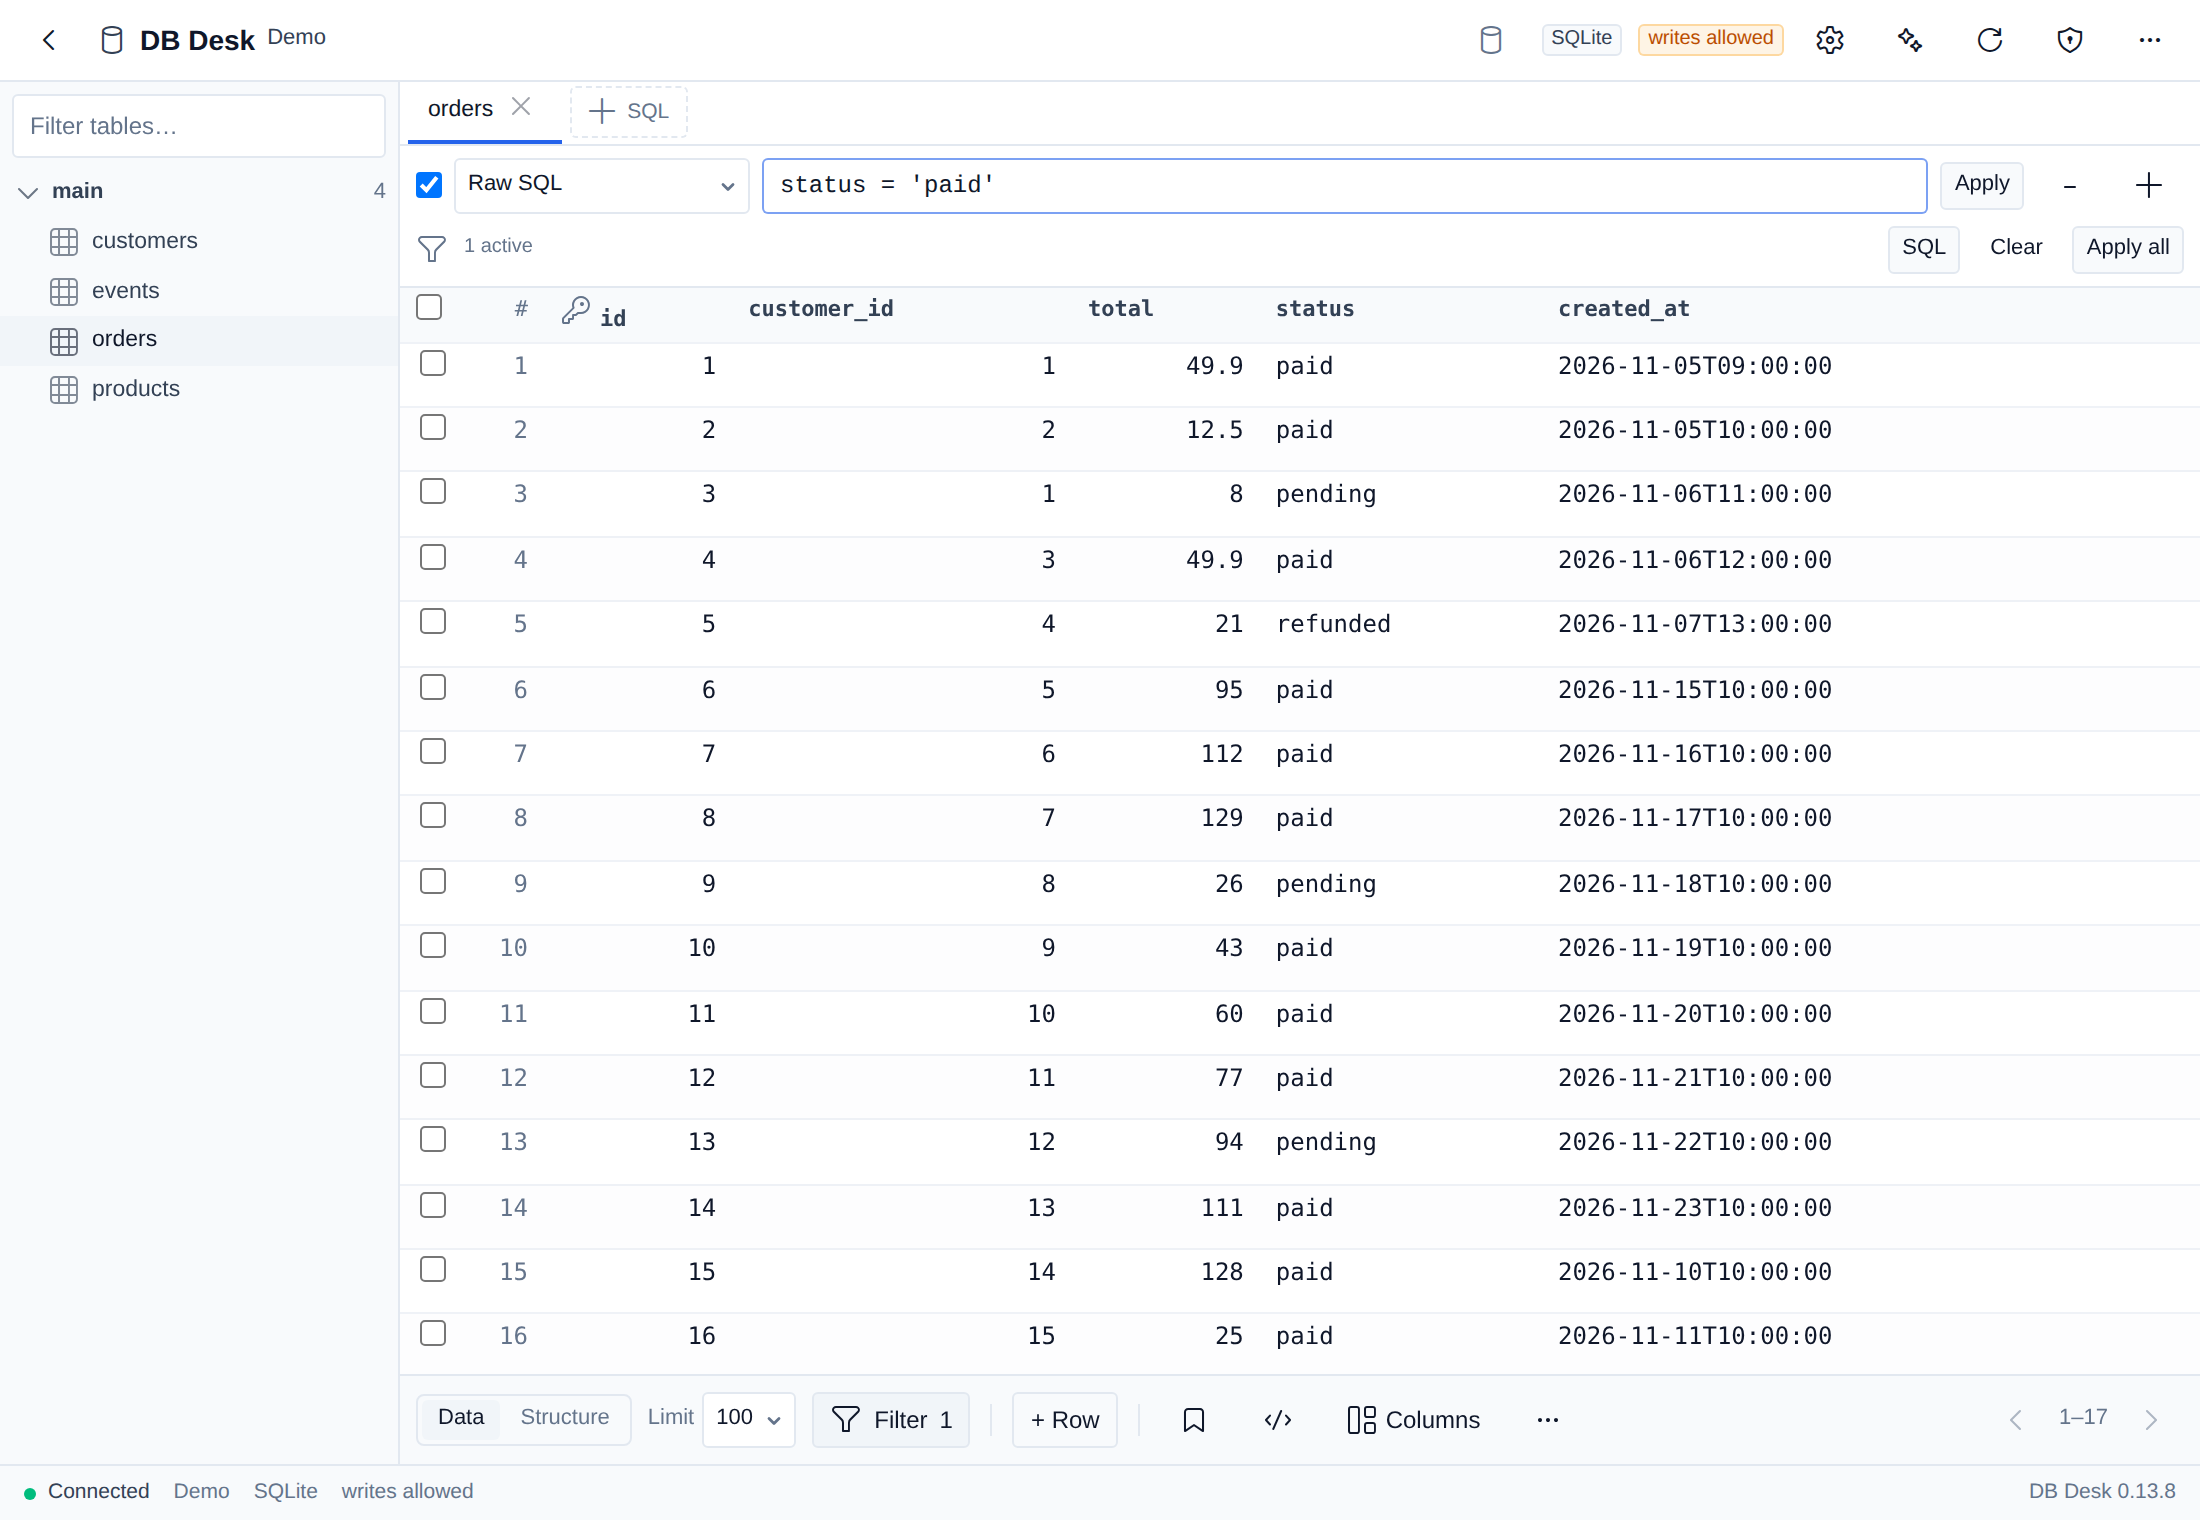 DB Desk Demo SQLite writes allowed
Filter tables…
main 4
customers
events
orders
products
orders SQL
Raw SQL status = 'paid' Apply - +
1 active SQL Clear Apply all
# id customer_id total status created_at
1 1 1 49.9 paid 2026-11-05T09:00:00
2 2 2 12.5 paid 2026-11-05T10:00:00
3 3 1 8 pending 2026-11-06T11:00:00
4 4 3 49.9 paid 2026-11-06T12:00:00
5 5 4 21 refunded 2026-11-07T13:00:00
6 6 5 95 paid 2026-11-15T10:00:00
7 7 6 112 paid 2026-11-16T10:00:00
8 8 7 129 paid 2026-11-17T10:00:00
9 9 8 26 pending 2026-11-18T10:00:00
10 10 9 43 paid 2026-11-19T10:00:00
11 11 10 60 paid 2026-11-20T10:00:00
12 12 11 77 paid 2026-11-21T10:00:00
13 13 12 94 pending 2026-11-22T10:00:00
14 14 13 111 paid 2026-11-23T10:00:00
15 15 14 128 paid 2026-11-10T10:00:00
16 16 15 25 paid 2026-11-11T10:00:00
Data Structure Limit 100 Filter 1 + Row Columns 1–17
Connected Demo SQLite writes allowed DB Desk 0.13.8